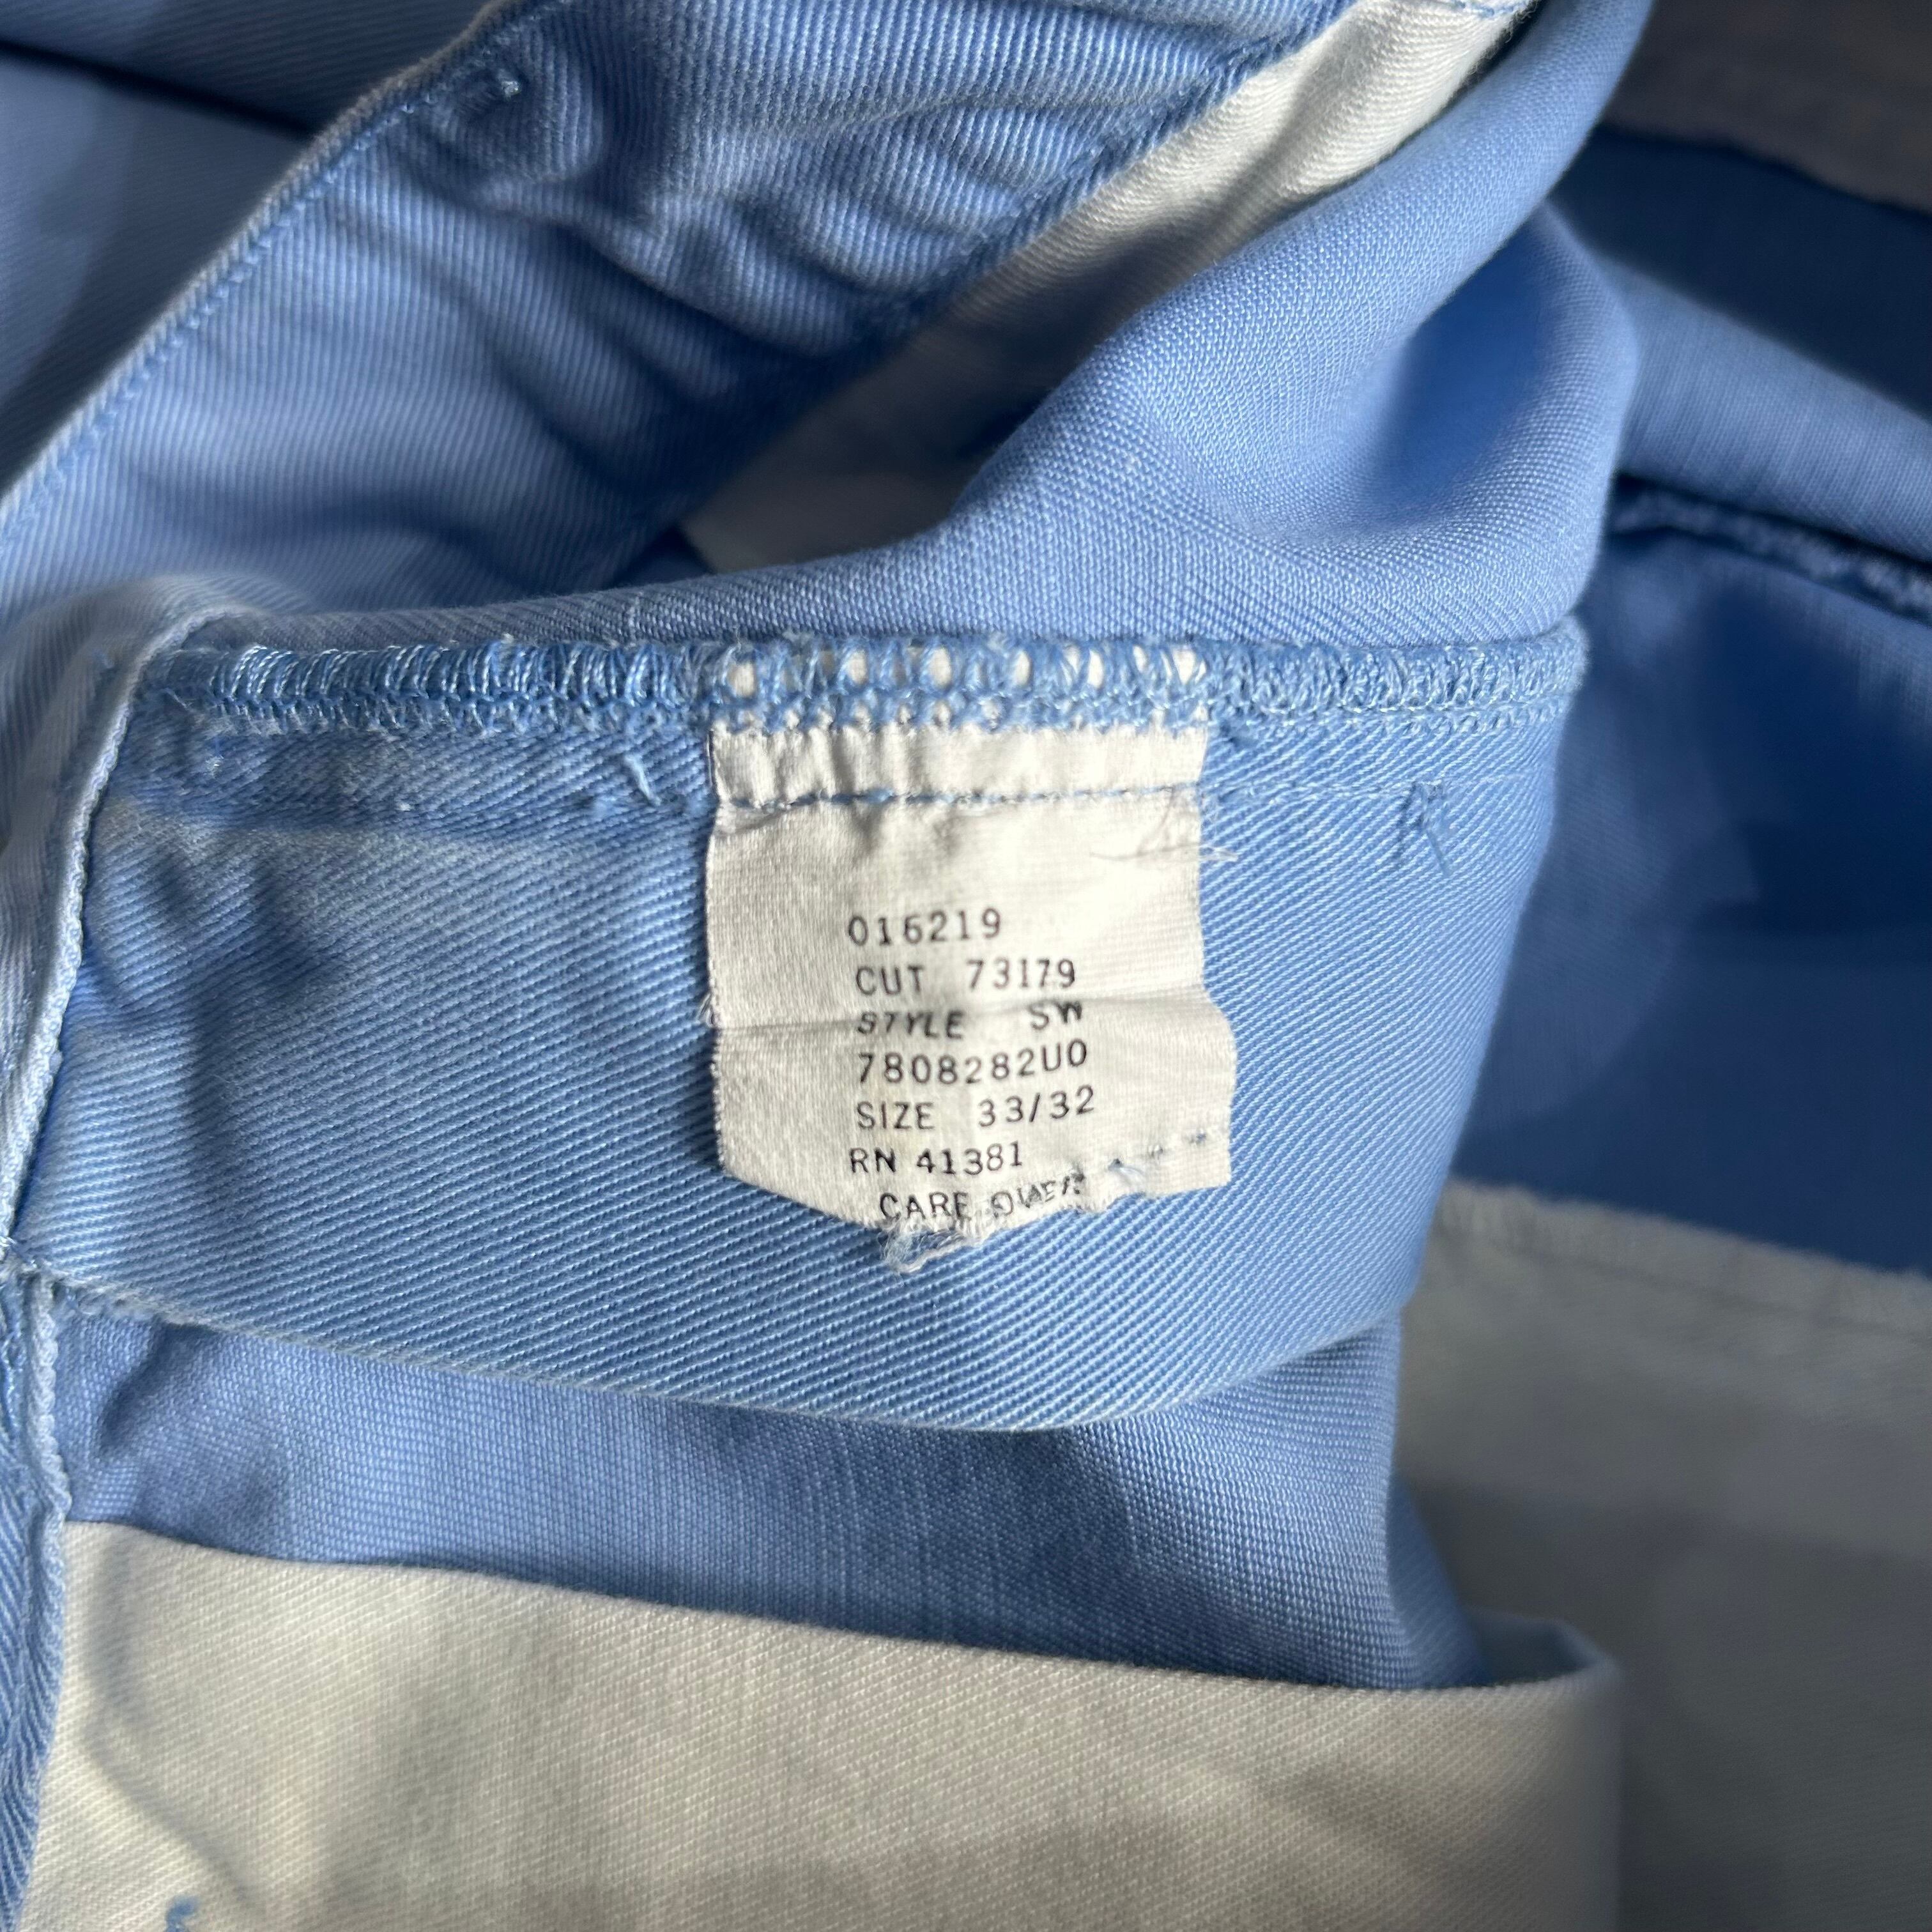 016219
CUT 73179
STYLE SW
7808282U0
SIZE 33/32
RN 41381
CARE OVER